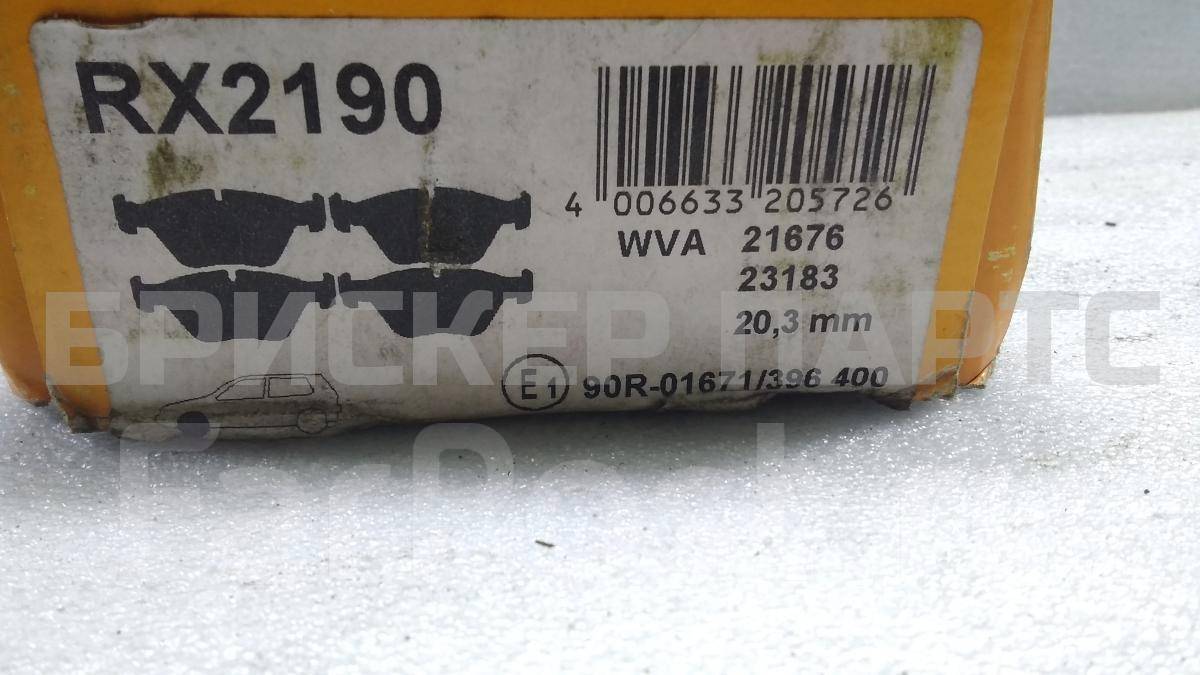 RX2190
4 006633 205726
WVA 21676
23183
20,3 mm
E1 90R-01671/396 400
БРИСКЕР ПАРТС